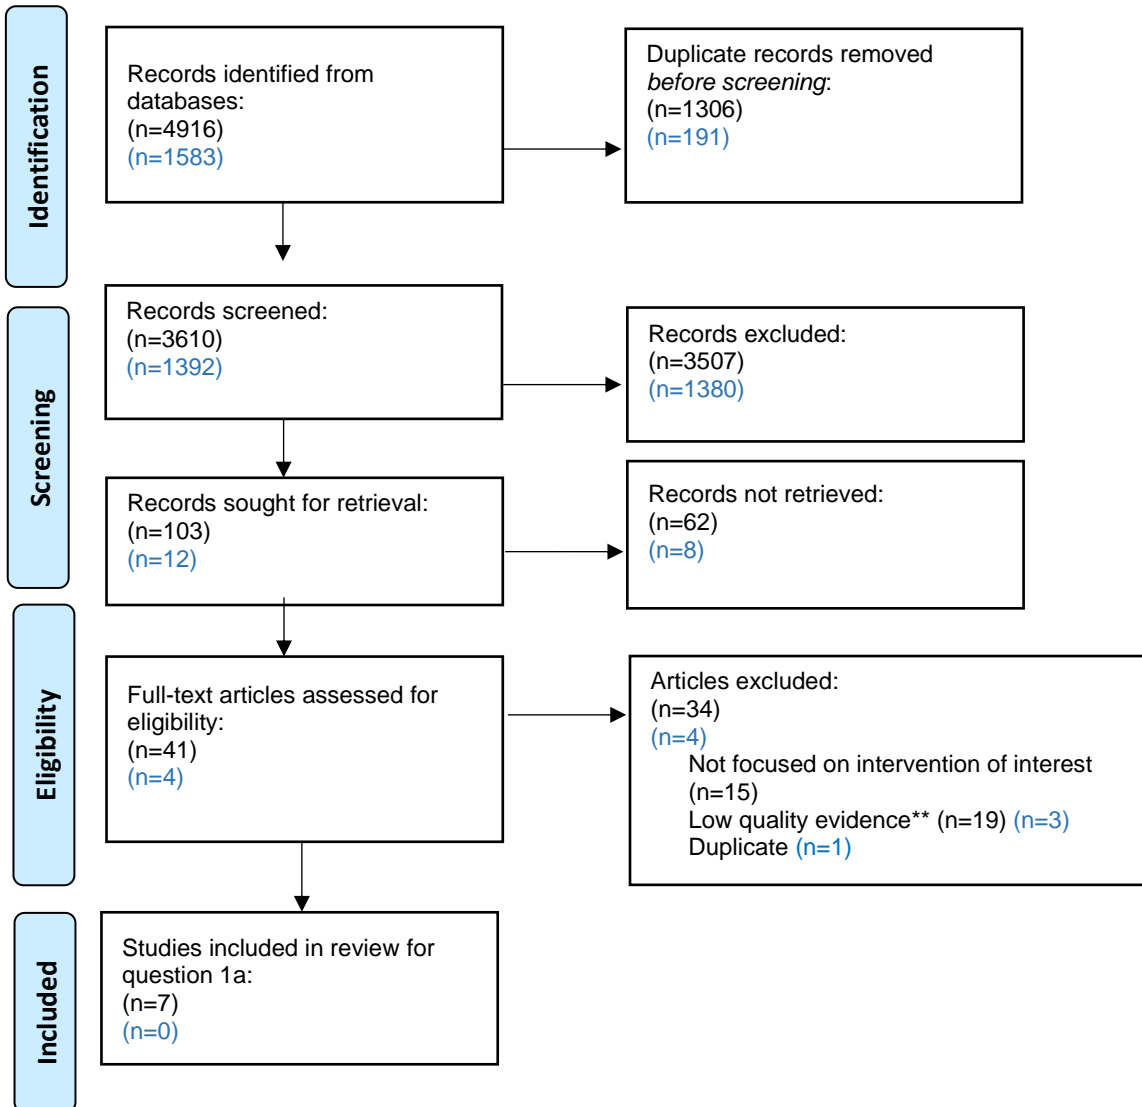 Identification
Records identified from
databases:
(n=4916)
(n=1583)
Duplicate records removed
before screening:
(n=1306)
(n=191)
Screening
Records screened:
(n=3610)
(n=1392)
Records excluded:
(n=3507)
(n=1380)
Records sought for retrieval:
(n=103)
(n=12)
Records not retrieved:
(n=62)
(n=8)
Eligibility
Full-text articles assessed for
eligibility:
(n=41)
(n=4)
Articles excluded:
(n=34)
(n=4)
Not focused on intervention of interest
(n=15)
Low quality evidence** (n=19) (n=3)
Duplicate (n=1)
Included
Studies included in review for
question 1a:
(n=7)
(n=0)